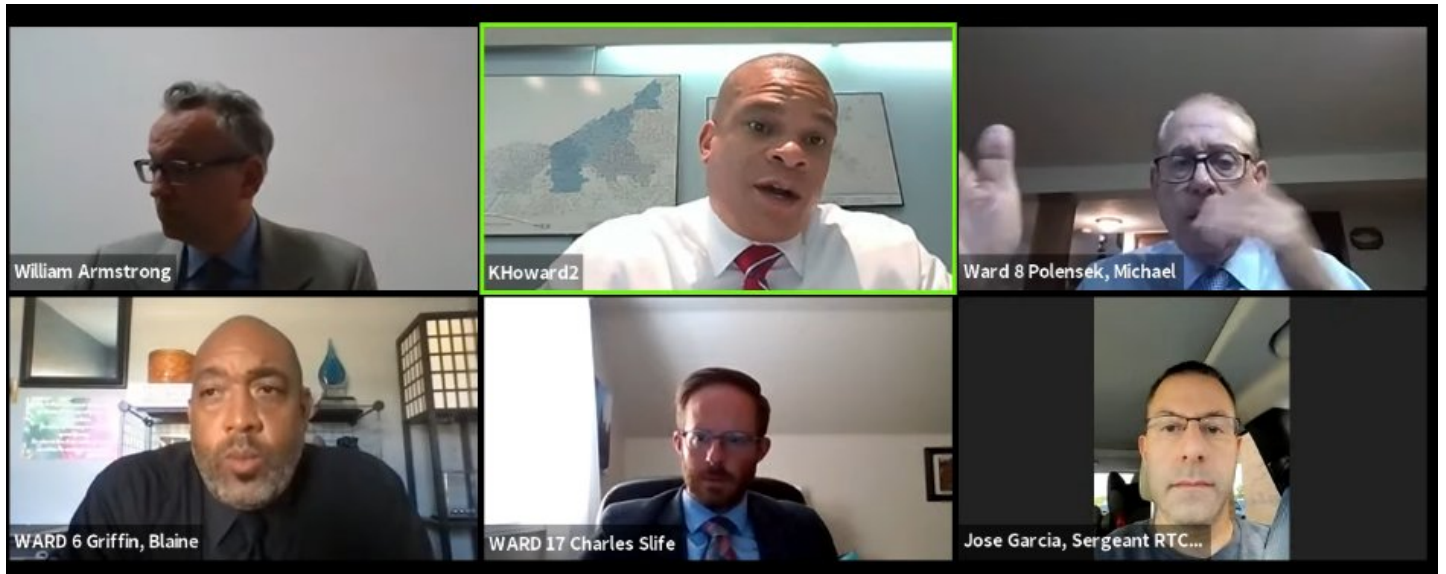 William Armstrong
KHoward2
Ward 8 Polensek, Michael
WARD 6 Griffin, Blaine
WARD 17 Charles Slife
Jose Garcia, Sergeant RTC...